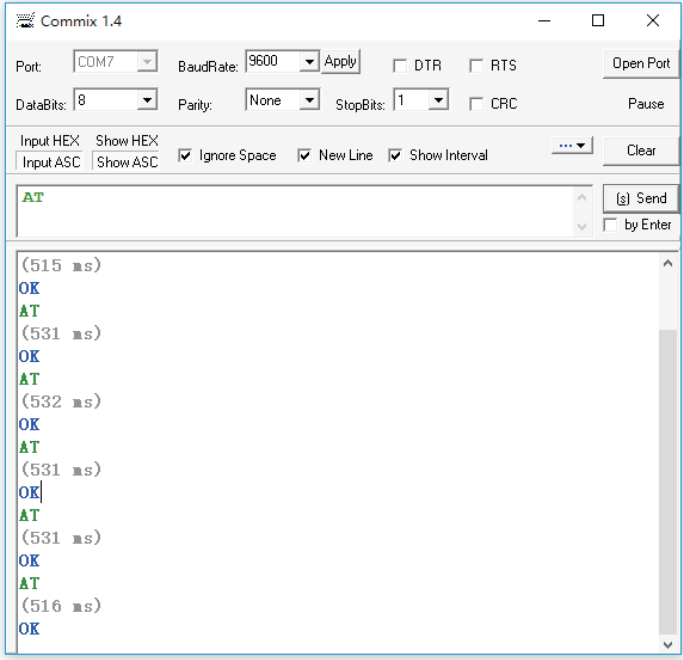 Commix 1.4
Port: COM7 BaudRate: 9600 Apply DTR RTS Open Port
DataBits: 8 Parity: None StopBits: 1 CRC Pause
Input HEX Show HEX
Input ASC Show ASC Ignore Space New Line Show Interval ... Clear
AT (s) Send
by Enter
(515 ms)
OK
AT
(531 ms)
OK
AT
(532 ms)
OK
AT
(531 ms)
OK
AT
(531 ms)
OK
AT
(516 ms)
OK